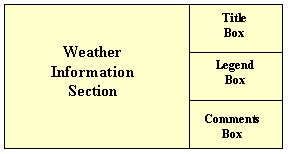 Weather
Information
Section
Title
Box
Legend
Box
Comments
Box